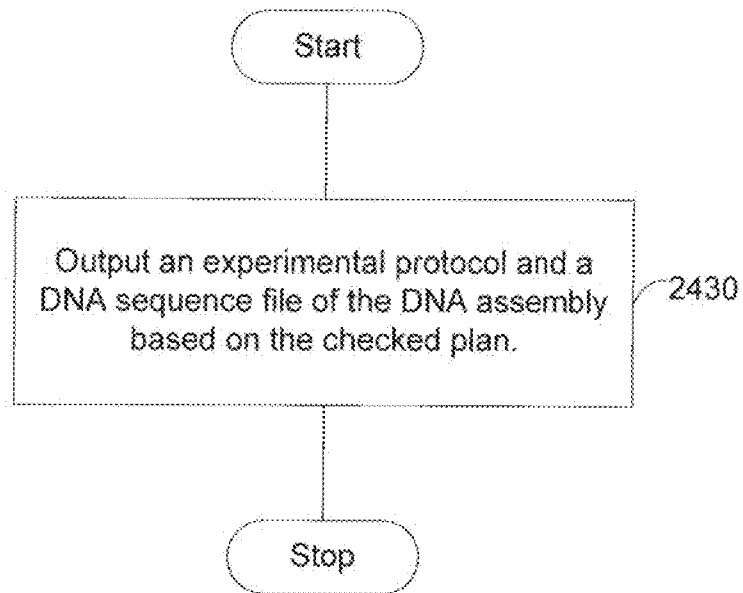 Start
Output an experimental protocol and a
DNA sequence file of the DNA assembly
based on the checked plan.
2430
Stop